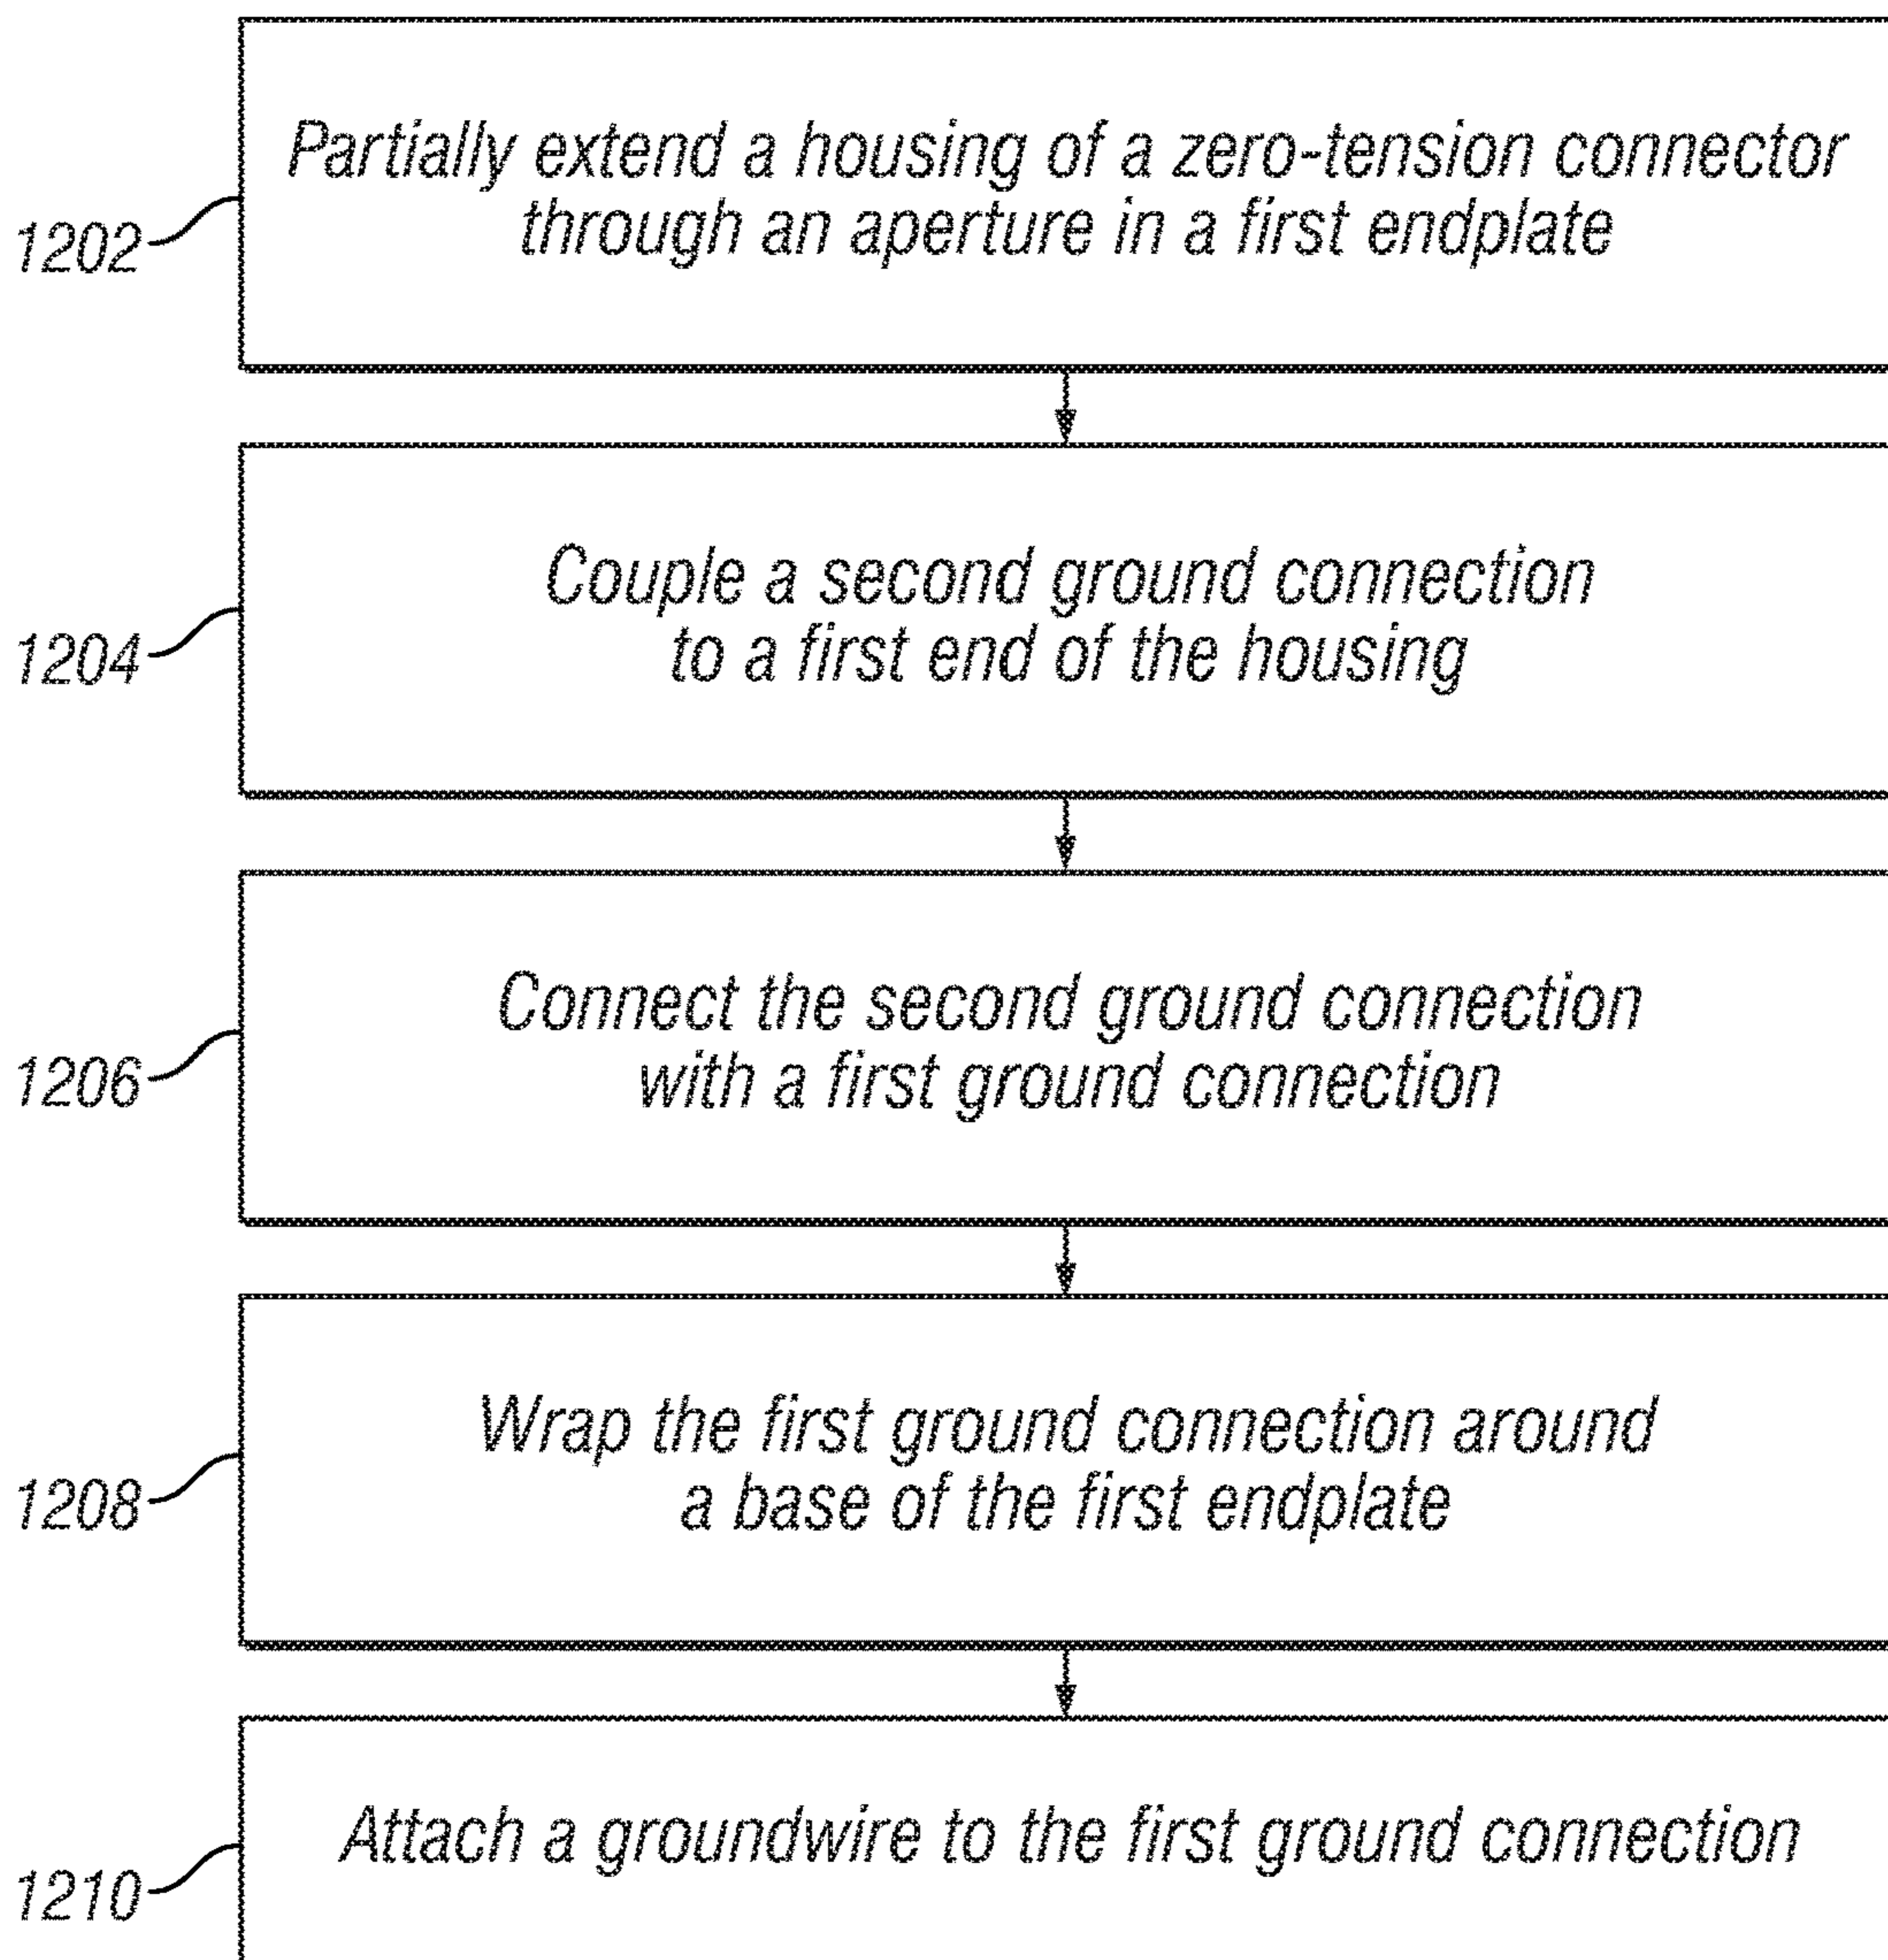 Partially extend a housing of a zero-tension connector
through an aperture in a first endplate
1202
Couple a second ground connection
to a first end of the housing
1204
Connect the second ground connection
with a first ground connection
1206
Wrap the first ground connection around
a base of the first endplate
1208
Attach a groundwire to the first ground connection
1210